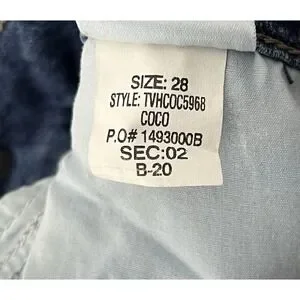 SIZE: 28
STYLE: TVHCOC5968
COCO
P.O# 1493000B
SEC:02
B-20